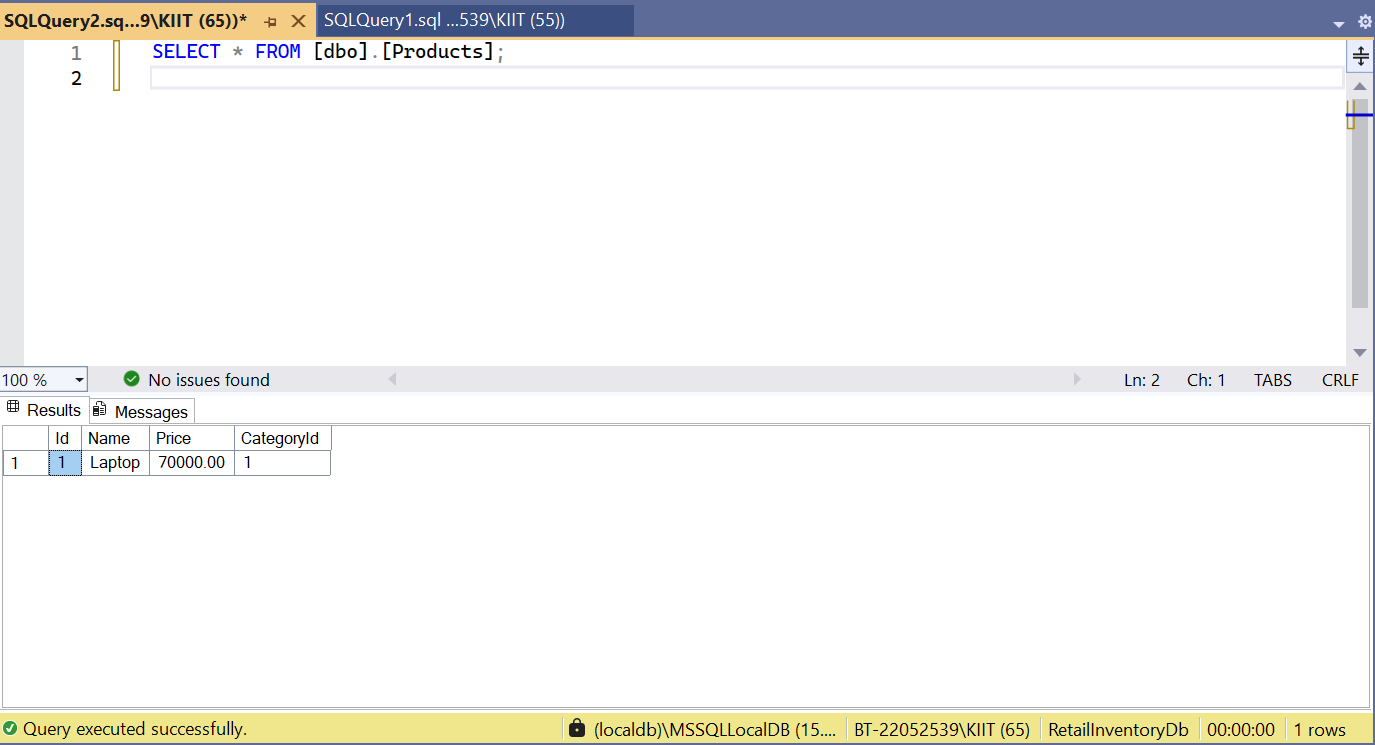 SQLQuery2.sq...9\KIIT (65))* SQLQuery1.sql ...539\KIIT (55))
1 SELECT * FROM [dbo].[Products];
2
100 % No issues found Ln: 2 Ch: 1 TABS CRLF
Results Messages
Id Name Price CategoryId
1 1 Laptop 70000.00 1
Query executed successfully. (localdb)\MSSQLLocalDB (15.... BT-22052539\KIIT (65) RetailInventoryDb 00:00:00 1 rows